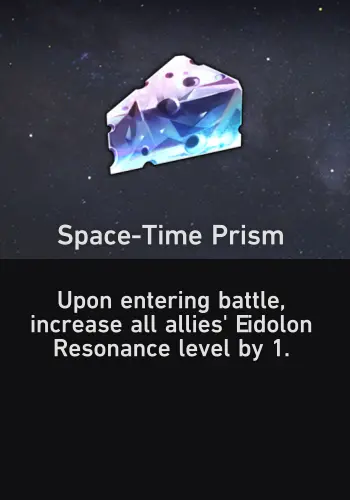 Space-Time Prism
Upon entering battle,
increase all allies' Eidolon
Resonance level by 1.